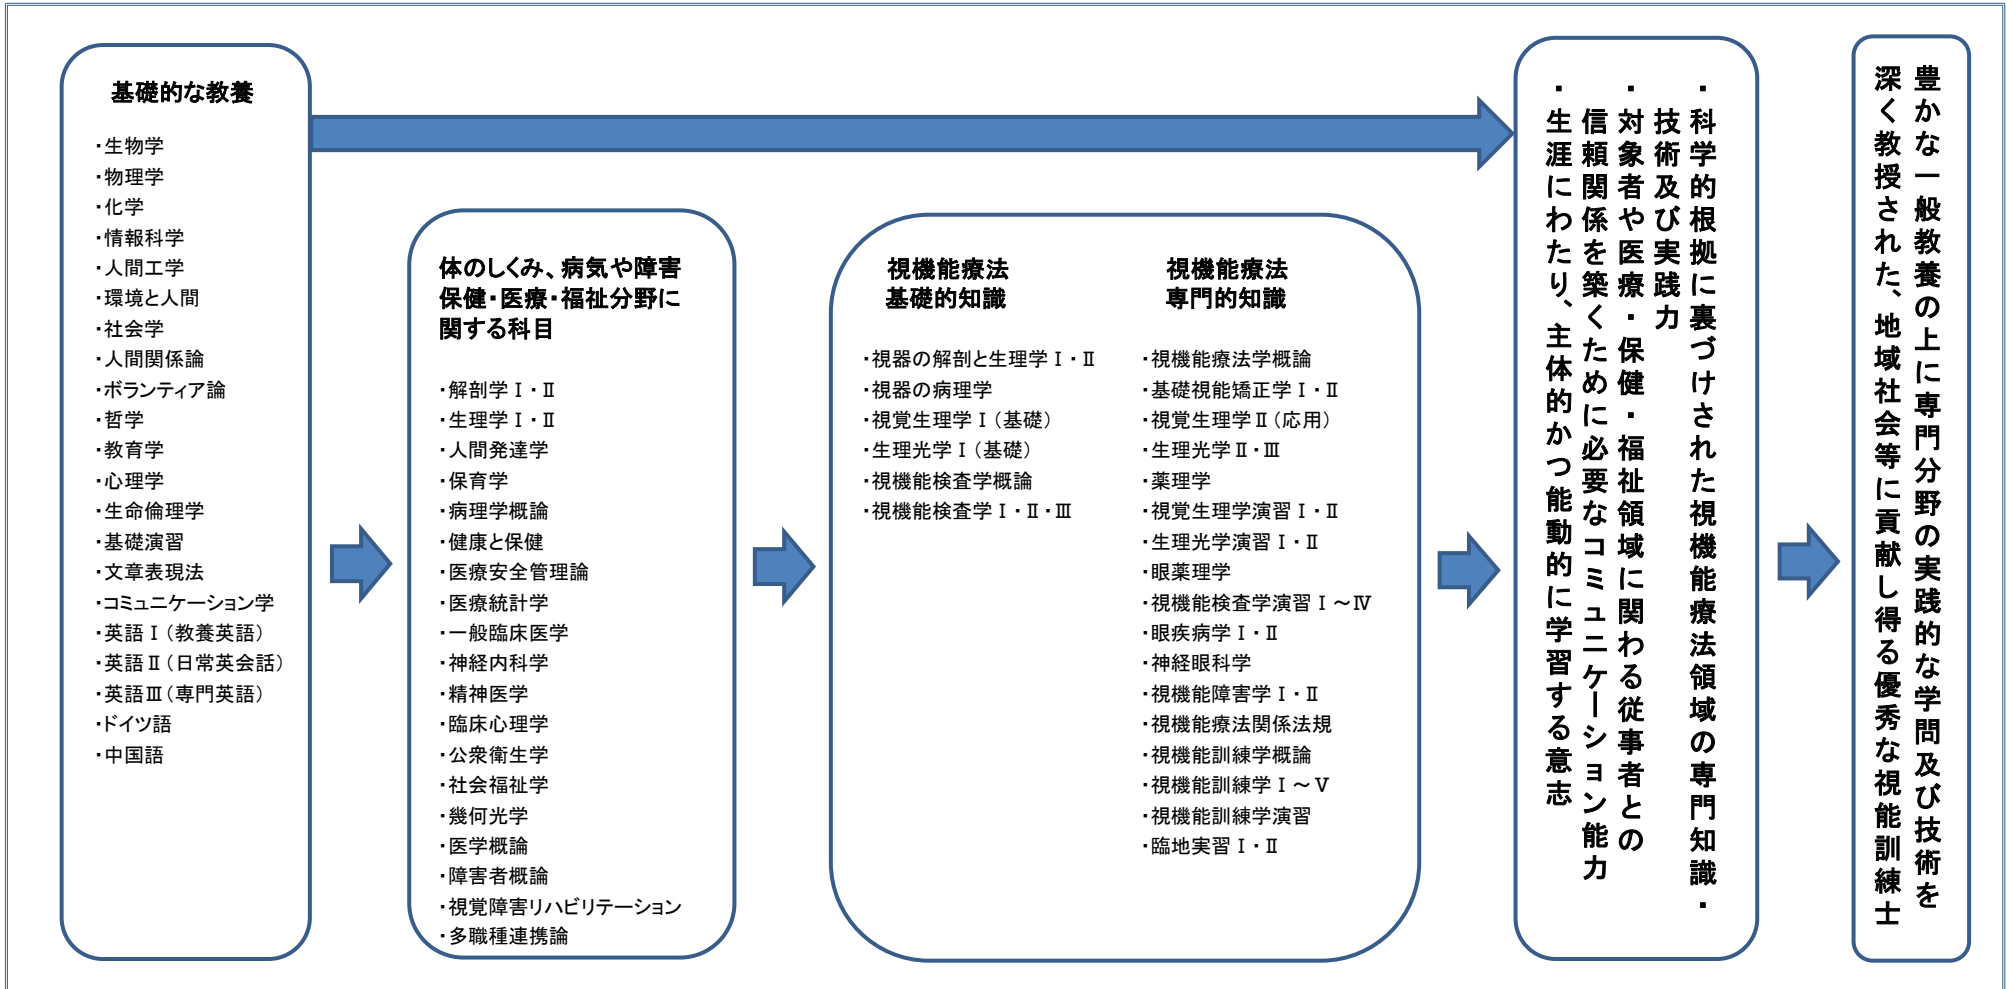 基礎的な教養
・生物学
・物理学
・化学
・情報科学
・人間工学
・環境と人間
・社会学
・人間関係論
・ボランティア論
・哲学
・教育学
・心理学
・生命倫理学
・基礎演習
・文章表現法
・コミュニケーション学
・英語Ⅰ(教養英語)
・英語Ⅱ(日常英会話)
・英語Ⅲ(専門英語)
・ドイツ語
・中国語
体のしくみ、病気や障害
保健・医療・福祉分野に
関する科目
・解剖学Ⅰ・Ⅱ
・生理学Ⅰ・Ⅱ
・人間発達学
・保育学
・病理学概論
・健康と保健
・医療安全管理論
・医療統計学
・一般臨床医学
・神経内科学
・精神医学
・臨床心理学
・公衆衛生学
・社会福祉学
・幾何光学
・医学概論
・障害者概論
・視覚障害リハビリテーション
・多職種連携論
視機能療法
基礎的知識
・視器の解剖と生理学Ⅰ・Ⅱ
・視器の病理学
・視覚生理学Ⅰ(基礎)
・生理光学Ⅰ(基礎)
・視機能検査学概論
・視機能検査学Ⅰ・Ⅱ・Ⅲ
視機能療法
専門的知識
・視機能療法学概論
・基礎視能矯正学Ⅰ・Ⅱ
・視覚生理学Ⅱ(応用)
・生理光学Ⅱ・Ⅲ
・薬理学
・視覚生理学演習Ⅰ・Ⅱ
・生理光学演習Ⅰ・Ⅱ
・眼薬理学
・視機能検査学演習Ⅰ～Ⅳ
・眼疾病学Ⅰ・Ⅱ
・神経眼科学
・視機能障害学Ⅰ・Ⅱ
・視機能療法関係法規
・視機能訓練学概論
・視機能訓練学Ⅰ～Ⅴ
・視機能訓練学演習
・臨地実習Ⅰ・Ⅱ
・科学的根拠に裏づけされた視機能療法領域の専門知識・
技術及び実践力
・対象者や医療・保健・福祉領域に関わる従事者との
信頼関係を築くために必要なコミュニケーション能力
・生涯にわたり、主体的かつ能動的に学習する意志
豊かな一般教養の上に専門分野の実践的な学問及び技術を
深く教授された、地域社会等に貢献し得る優秀な視能訓練士